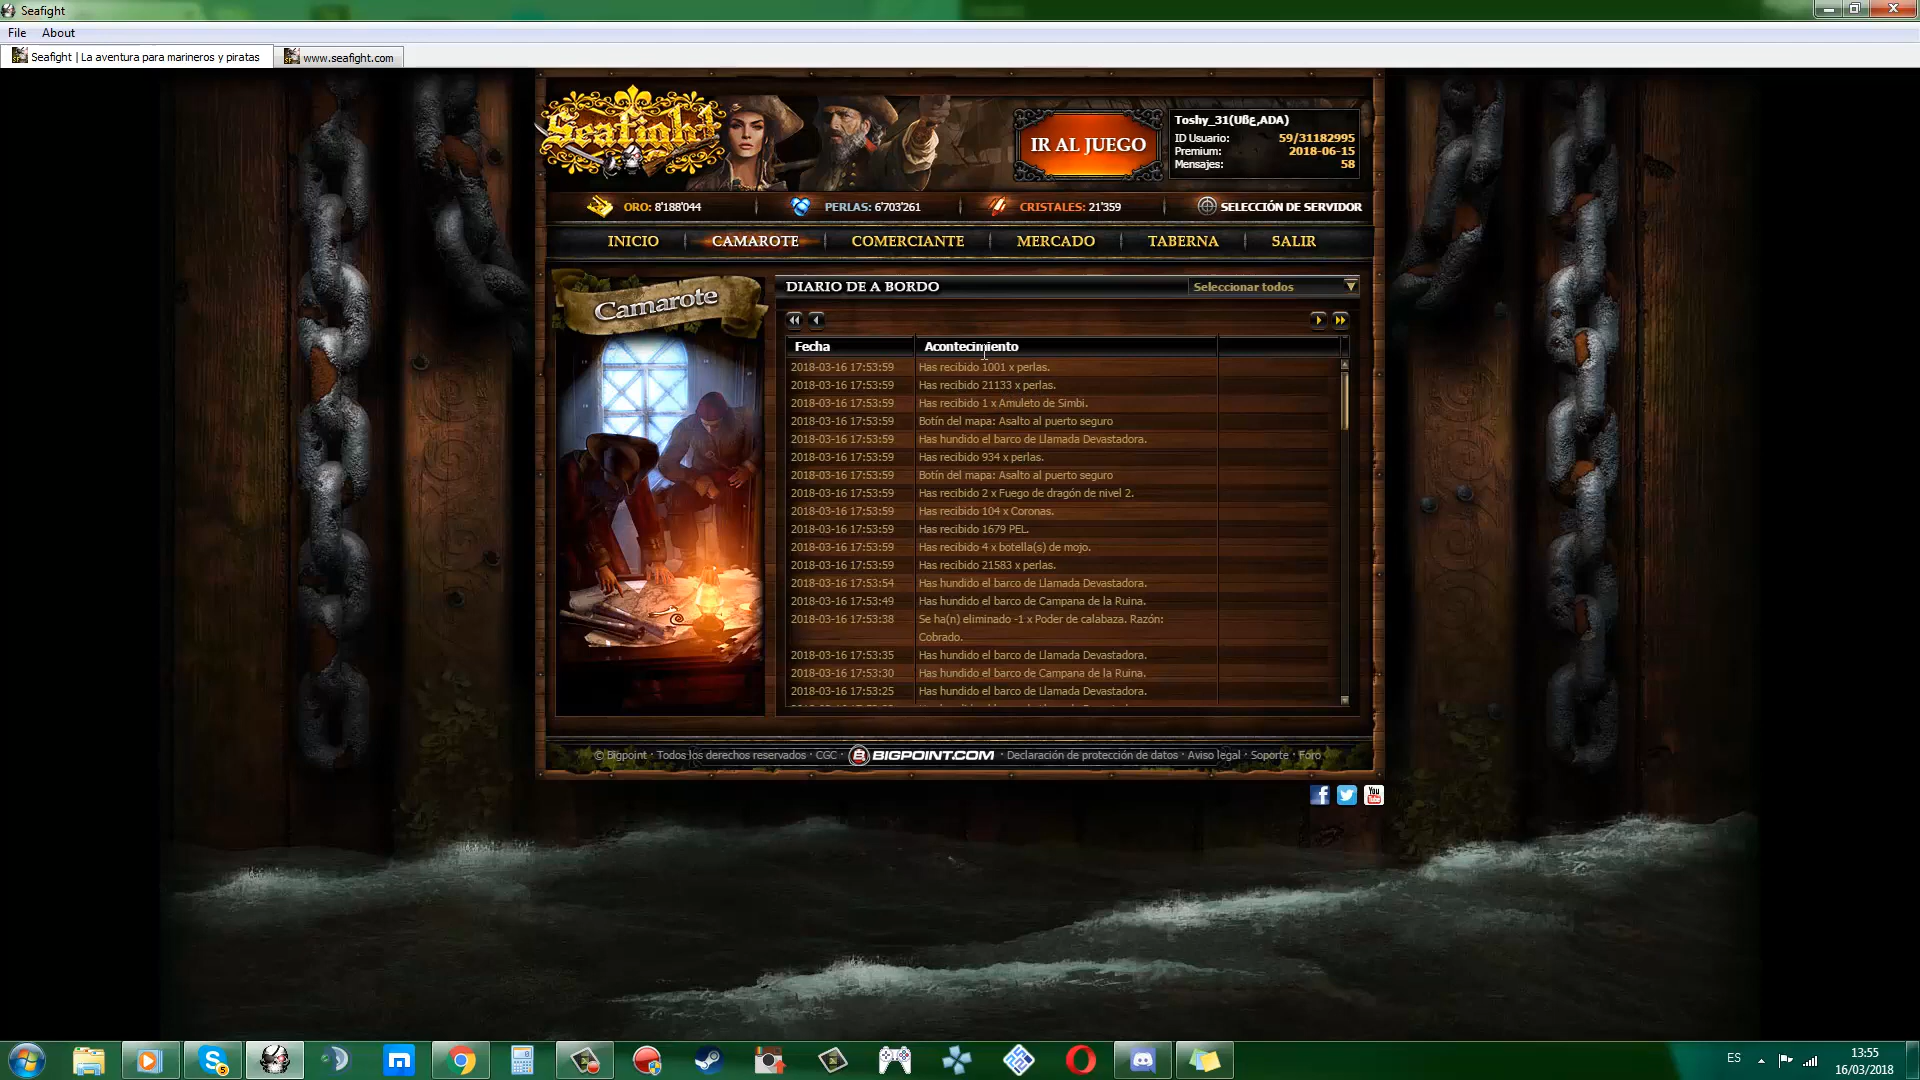 Seafight
File About
Seafight | La aventura para marineros y piratas
www.seafight.com
Seafight
IR AL JUEGO
Toshy_31(Uβξ,ADA)
ID Usuario: 59/31182995
Premium: 2018-06-15
Mensajes: 58
ORO: 8'188'044
PERLAS: 6'703'261
CRISTALES: 21'359
SELECCIÓN DE SERVIDOR
INICIO
CAMAROTE
COMERCIANTE
MERCADO
TABERNA
SALIR
Camarote
DIARIO DE A BORDO
Seleccionar todos
Fecha Acontecimiento
2018-03-16 17:53:59 Has recibido 1001 x perlas.
2018-03-16 17:53:59 Has recibido 21133 x perlas.
2018-03-16 17:53:59 Has recibido 1 x Amuleto de Simbi.
2018-03-16 17:53:59 Botín del mapa: Asalto al puerto seguro
2018-03-16 17:53:59 Has hundido el barco de Llamada Devastadora.
2018-03-16 17:53:59 Has recibido 934 x perlas.
2018-03-16 17:53:59 Botín del mapa: Asalto al puerto seguro
2018-03-16 17:53:59 Has recibido 2 x Fuego de dragón de nivel 2.
2018-03-16 17:53:59 Has recibido 104 x Coronas.
2018-03-16 17:53:59 Has recibido 1679 PEL.
2018-03-16 17:53:59 Has recibido 4 x botella(s) de mojo.
2018-03-16 17:53:59 Has recibido 21583 x perlas.
2018-03-16 17:53:54 Has hundido el barco de Llamada Devastadora.
2018-03-16 17:53:49 Has hundido el barco de Campana de la Ruina.
2018-03-16 17:53:38 Se ha(n) eliminado -1 x Poder de calabaza. Razón:
Cobrado.
2018-03-16 17:53:35 Has hundido el barco de Llamada Devastadora.
2018-03-16 17:53:30 Has hundido el barco de Campana de la Ruina.
2018-03-16 17:53:25 Has hundido el barco de Llamada Devastadora.
© Bigpoint · Todos los derechos reservados · CGC · BIGPOINT.COM · Declaración de protección de datos · Aviso legal · Soporte · Foro
You Tube
5
ES
13:55
16/03/2018